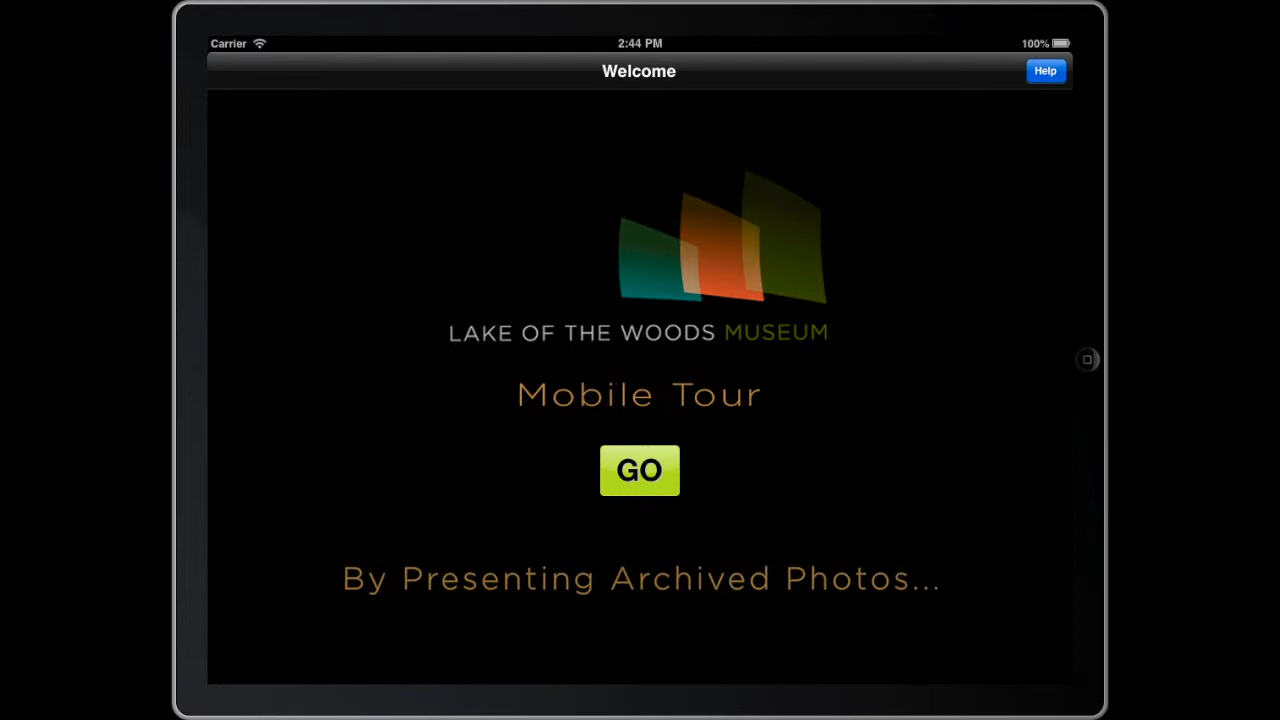 Carrier 2:44 PM 100%
Welcome Help
LAKE OF THE WOODS MUSEUM
Mobile Tour
GO
By Presenting Archived Photos...